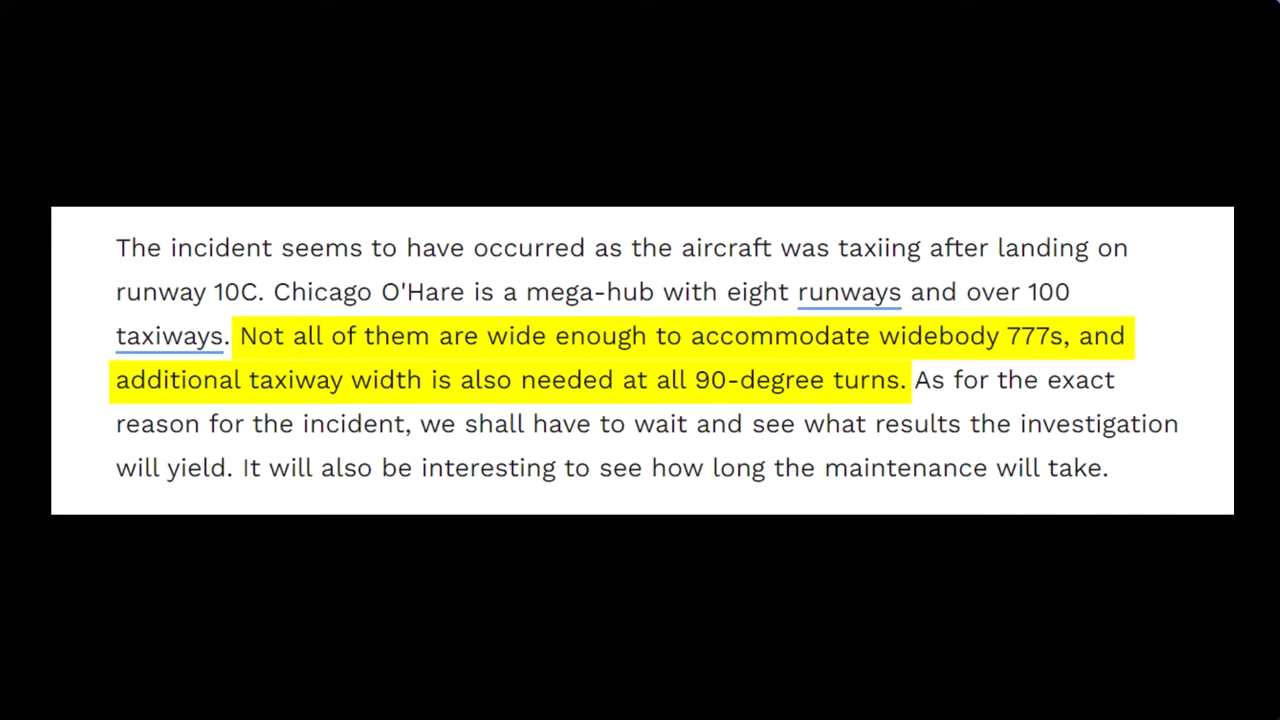 The incident seems to have occurred as the aircraft was taxiing after landing on
runway 10C. Chicago O'Hare is a mega-hub with eight runways and over 100
taxiways. Not all of them are wide enough to accommodate widebody 777s, and
additional taxiway width is also needed at all 90-degree turns. As for the exact
reason for the incident, we shall have to wait and see what results the investigation
will yield. It will also be interesting to see how long the maintenance will take.